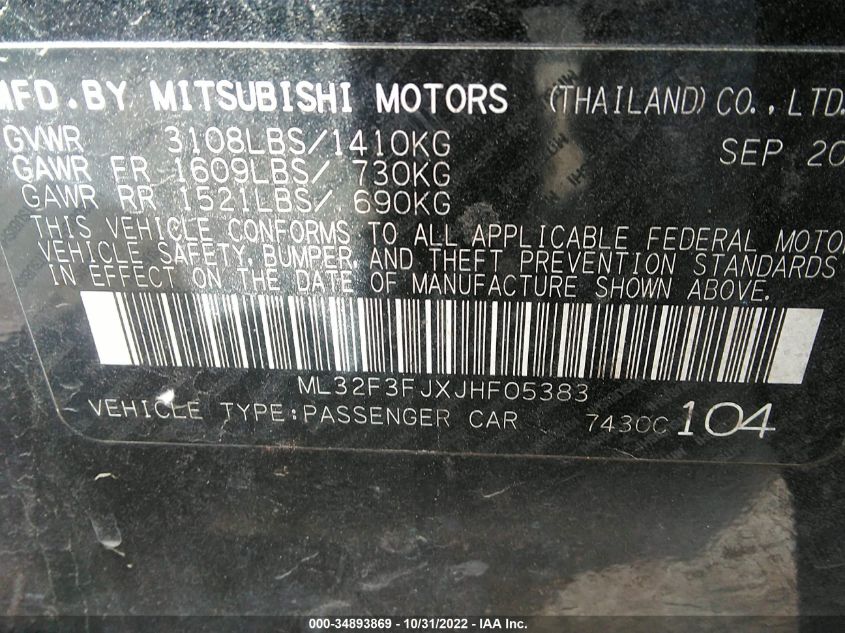 MFD.BY MITSUBISHI MOTORS (THAILAND) CO., LTD.
GVWR 3108LBS/1410KG SEP 20
GAWR FR 1609LBS/ 730KG
GAWR RR 1521LBS/ 690KG
THIS VEHICLE CONFORMS TO ALL APPLICABLE FEDERAL MOTOR
VEHICLE SAFETY, BUMPER, AND THEFT PREVENTION STANDARDS
IN EFFECT ON THE DATE OF MANUFACTURE SHOWN ABOVE.
ML32F3FJXJHF05383
VEHICLE TYPE:PASSENGER CAR 7430C 104
000-34893869 - 10/31/2022 - IAA Inc.